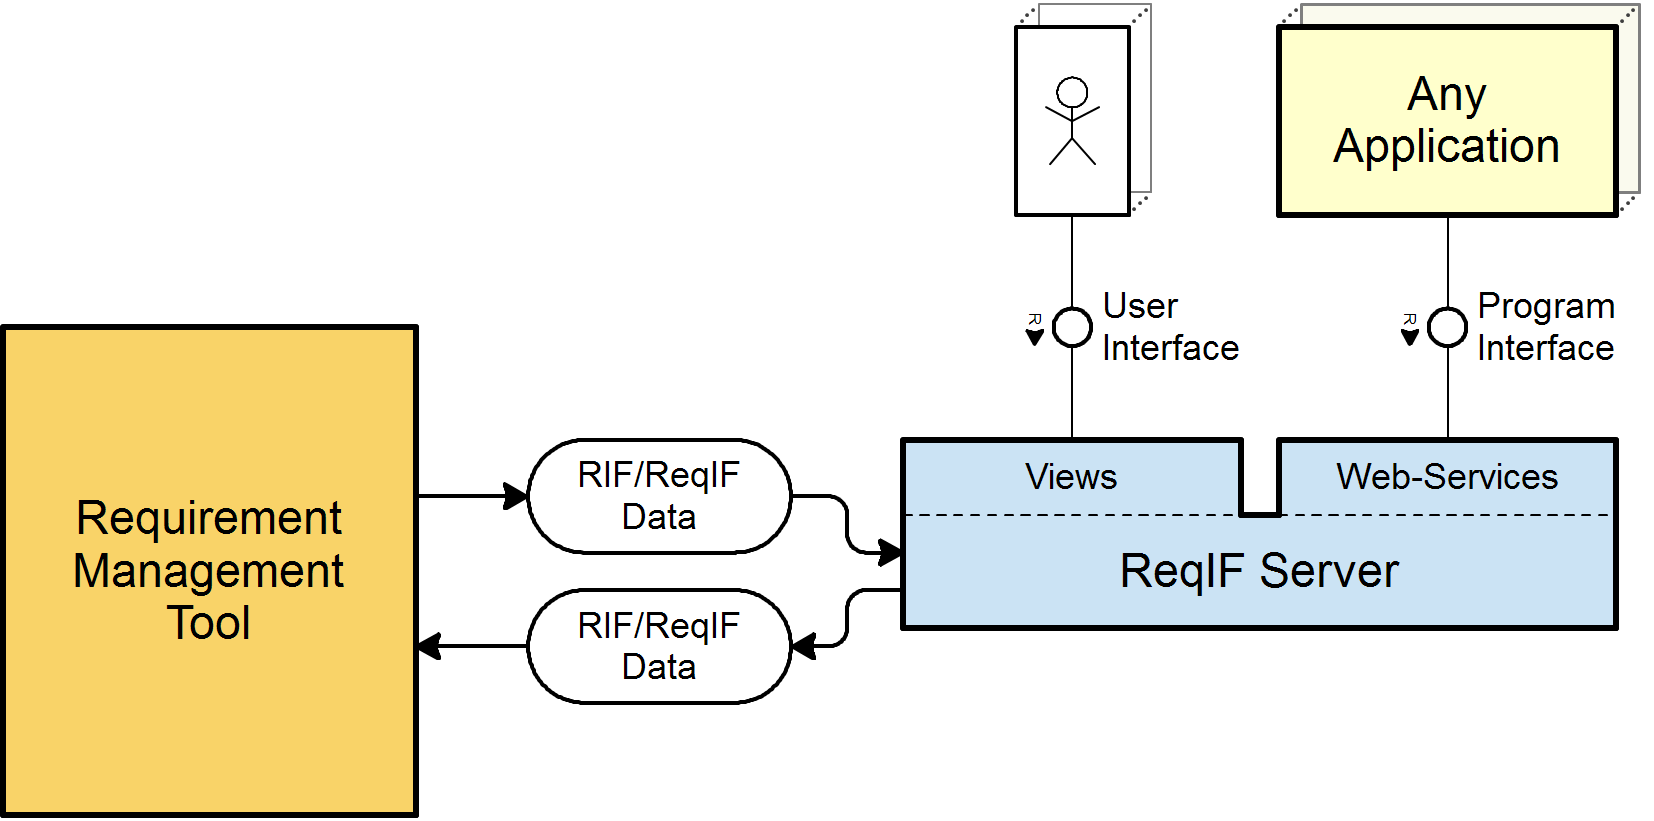 Any
Application
R
User
Interface
R
Program
Interface
Requirement
Management
Tool
RIF/ReqIF
Data
RIF/ReqIF
Data
Views
Web-Services
ReqIF Server